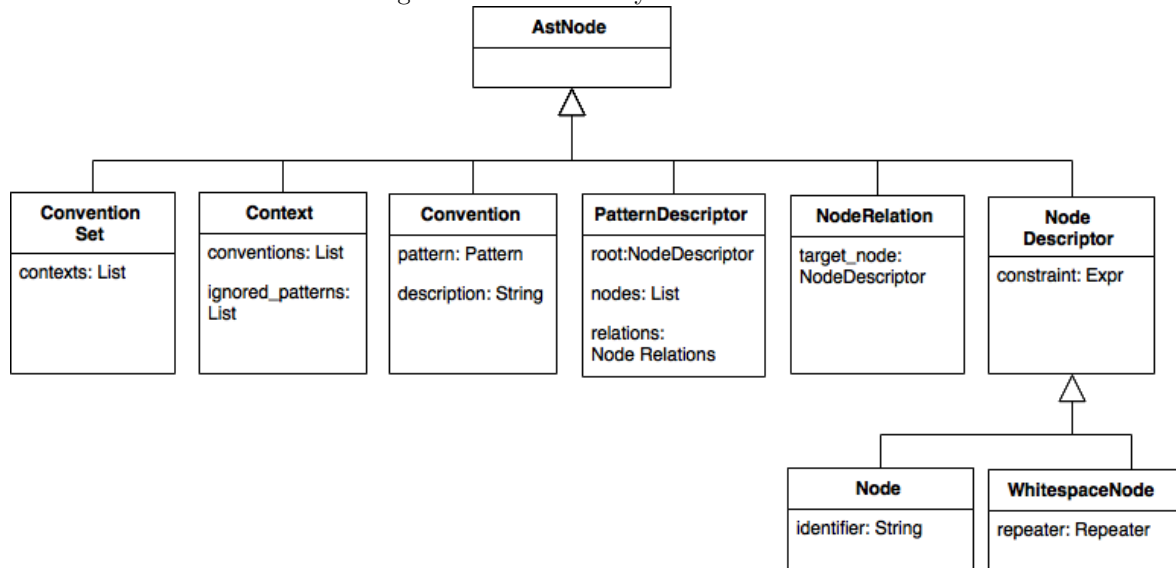 AstNode
Convention
Set
contexts: List
Context
conventions: List
ignored_patterns:
List
Convention
pattern: Pattern
description: String
PatternDescriptor
root:NodeDescriptor
nodes: List
relations:
Node Relations
NodeRelation
target_node:
NodeDescriptor
Node
Descriptor
constraint: Expr
Node
identifier: String
WhitespaceNode
repeater: Repeater